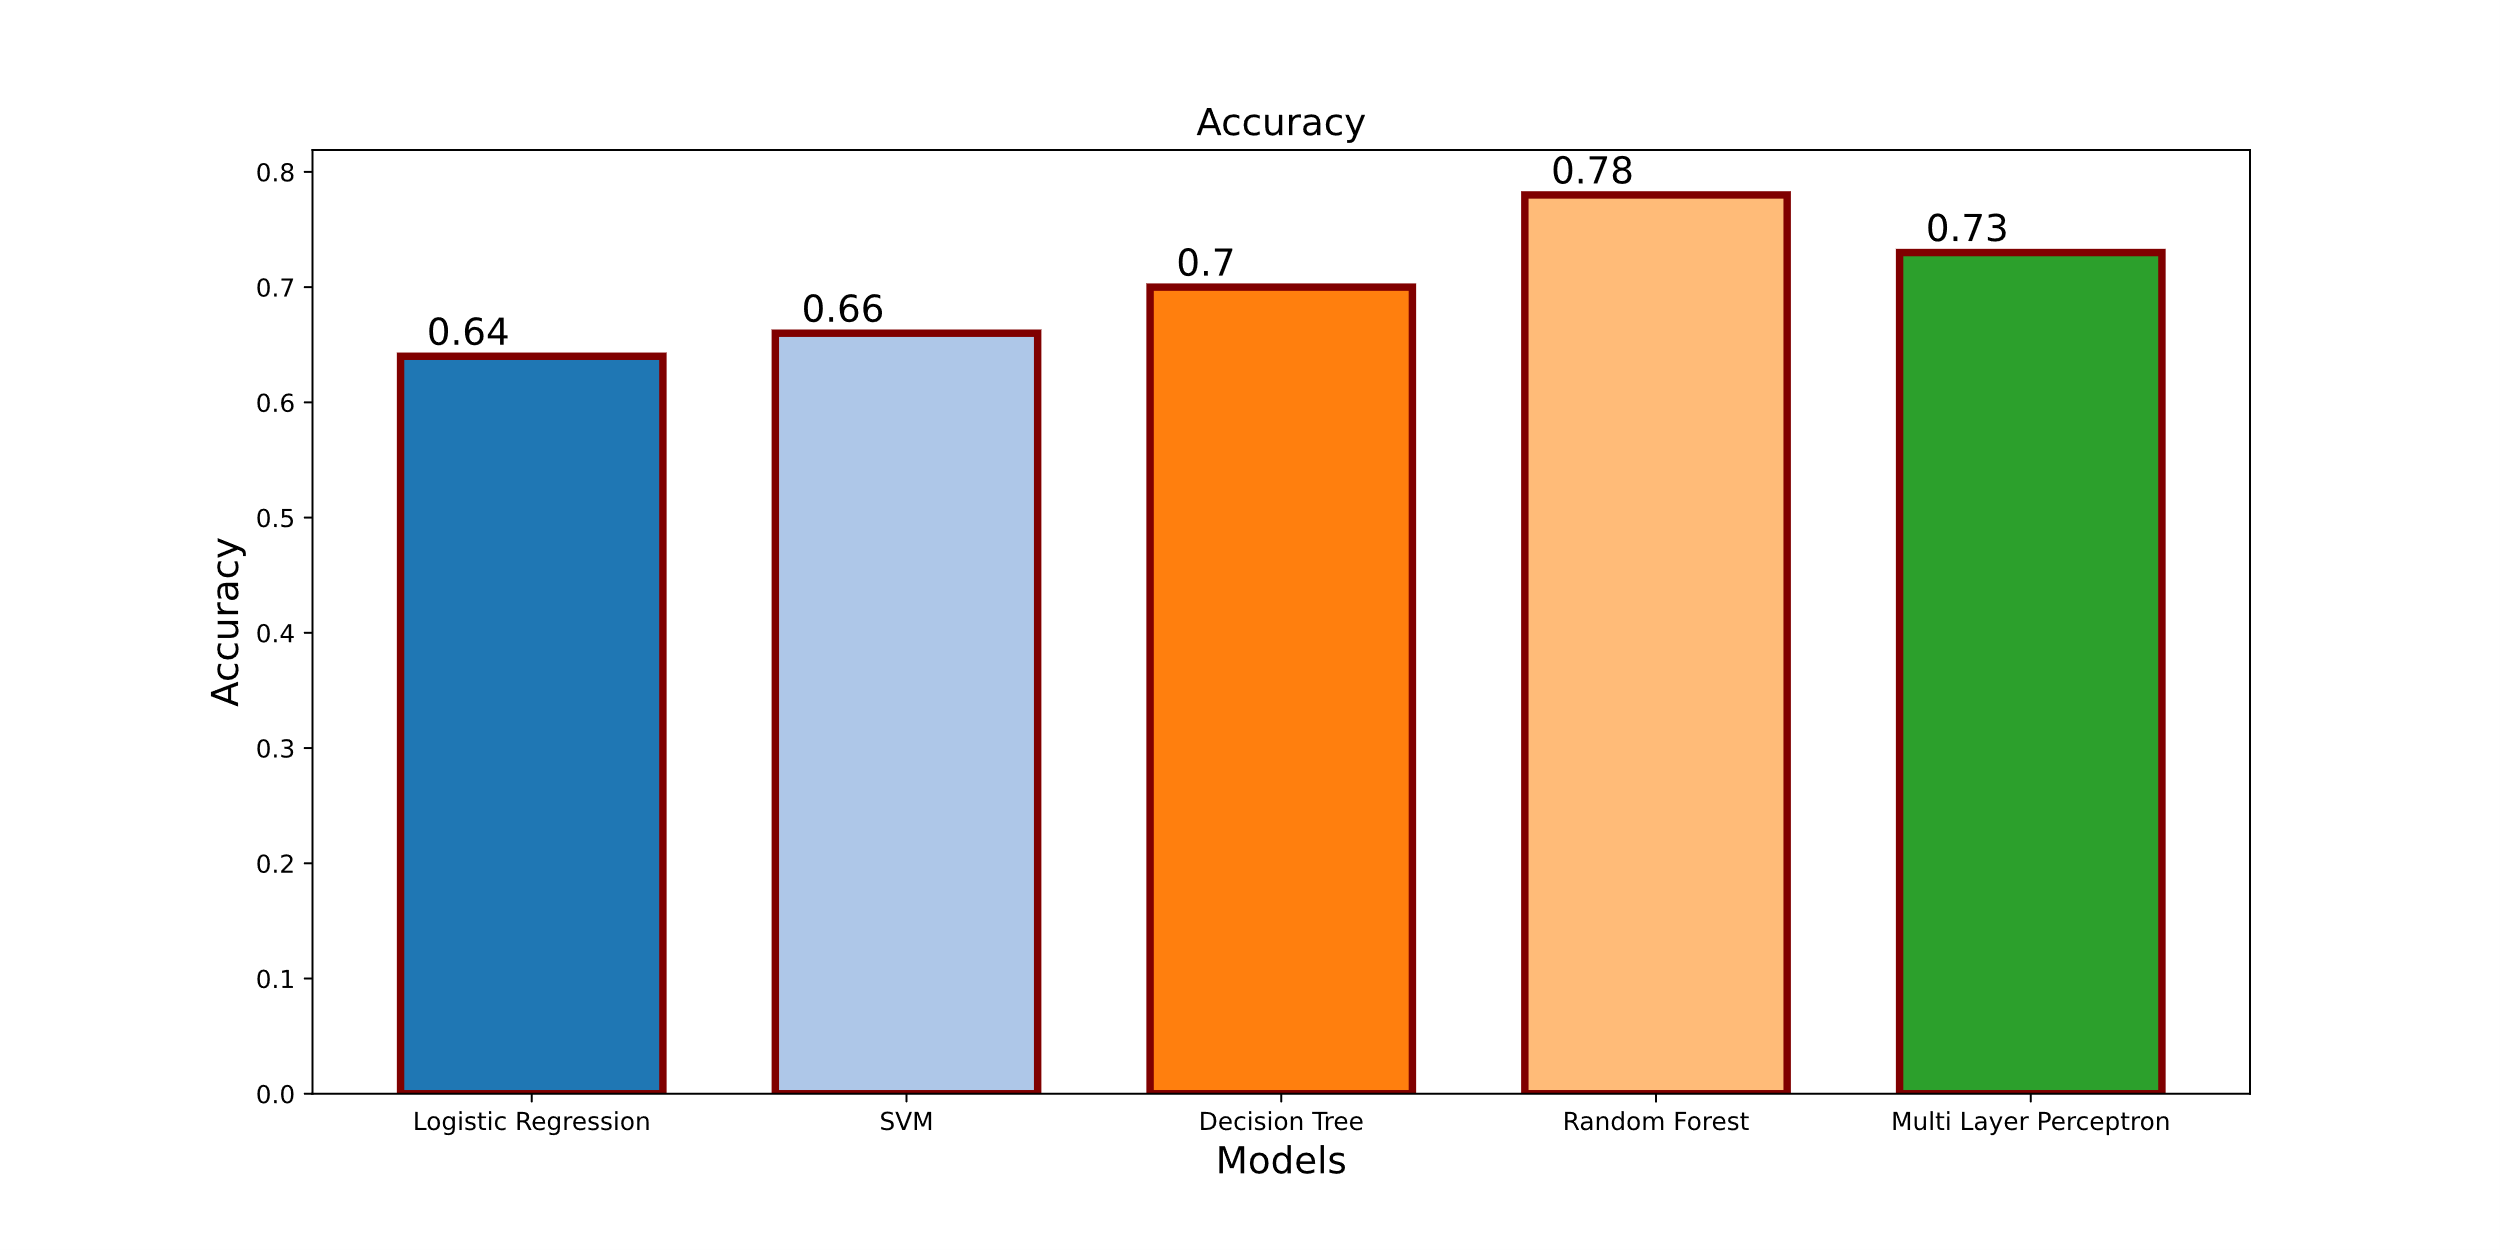 Accuracy
0.8
0.7
0.6
0.5
0.4
0.3
0.2
0.1
0.0
Accuracy
0.64
0.66
0.7
0.78
0.73
Logistic Regression
SVM
Decision Tree
Random Forest
Multi Layer Perceptron
Models